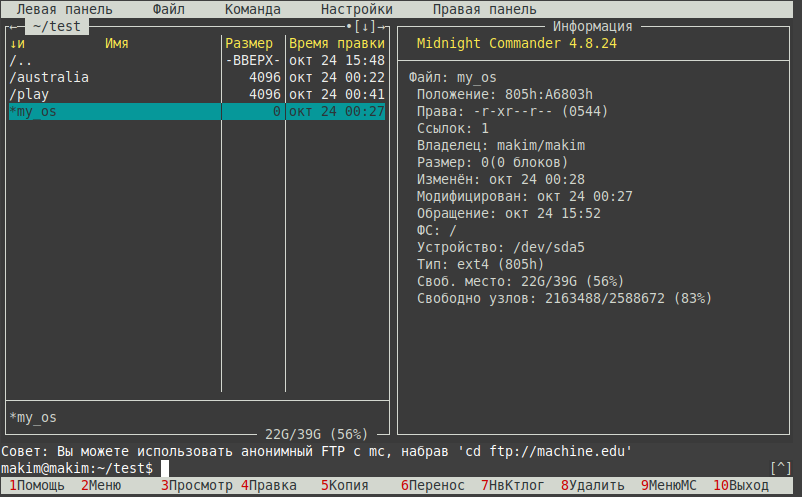 Левая панель Файл Команда Настройки Правая панель
←─ ~/test ─•[↓]→
↓и Имя Размер Время правки
/.. -ВВЕРХ- окт 24 15:48
/australia 4096 окт 24 00:22
/play 4096 окт 24 00:41
*my_os 0 окт 24 00:27
*my_os
22G/39G (56%)
Информация
Midnight Commander 4.8.24
Файл: my_os
Положение: 805h:A6803h
Права: -r-xr--r-- (0544)
Ссылок: 1
Владелец: makim/makim
Размер: 0(0 блоков)
Изменён: окт 24 00:28
Модифицирован: окт 24 00:27
Обращение: окт 24 15:52
ФС: /
Устройство: /dev/sda5
Тип: ext4 (805h)
Своб. место: 22G/39G (56%)
Свободно узлов: 2163488/2588672 (83%)
Совет: Вы можете использовать анонимный FTP с mc, набрав 'cd ftp://machine.edu'
makim@makim:~/test$ [^]
1Помощь 2Меню 3Просмотр 4Правка 5Копия 6Перенос 7НвКтлог 8Удалить 9МенюМС 10Выход